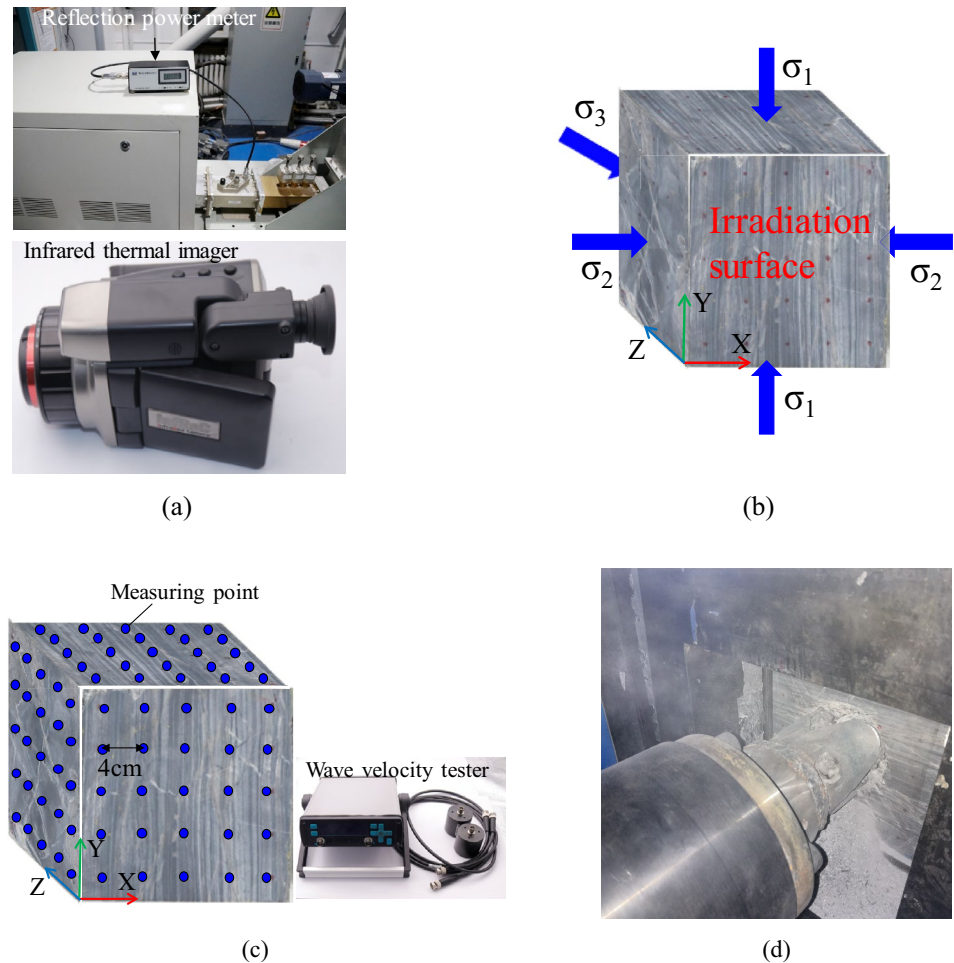 Reflection power meter
Infrared thermal imager
(a)
σ1
σ3
Irradiation
surface
σ2
σ2
Y
Z
X
σ1
(b)
Measuring point
4cm
Wave velocity tester
Y
Z
X
(c)
(d)